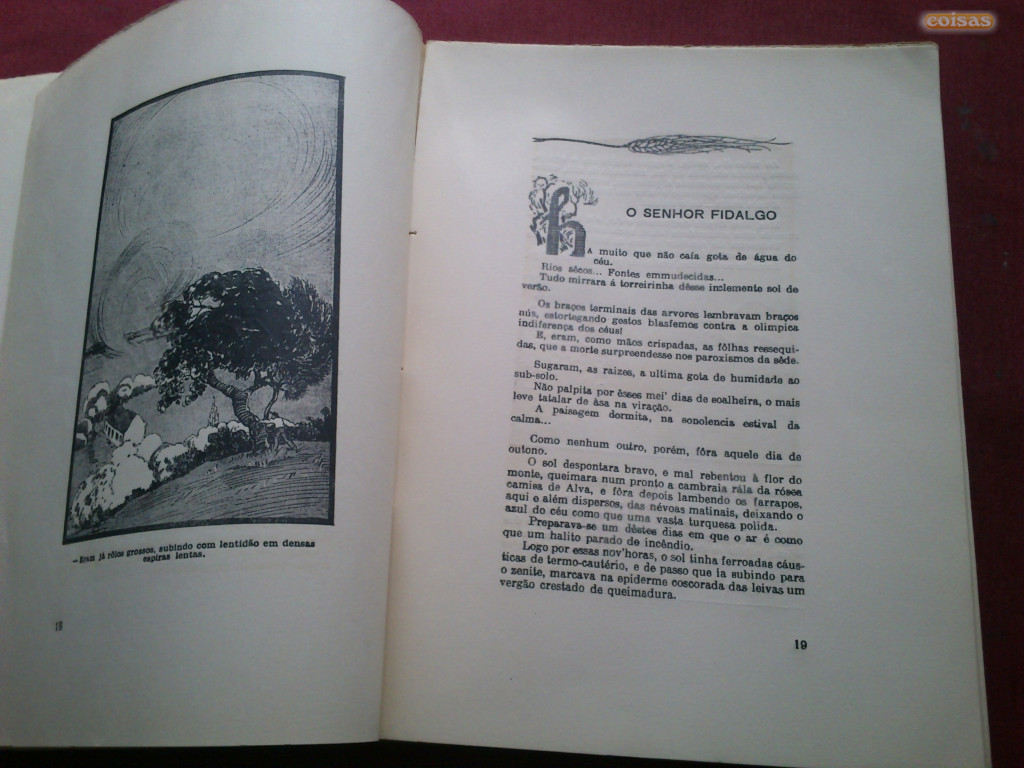 coisas
—Eram já rôlos grossos, subindo com lentidão em densas
espiras lentas.
18
O SENHOR FIDALGO
HA muito que não caía gota de água do
céu.
Rios sêcos... Fontes emmudecidas...
Tudo mirrara á torreirinha dêsse inclemente sol de
verão.
Os braços terminais das arvores lembravam braços
nús, estortegando gestos blasfemos contra a olimpica
indiferença dos céus!
E, eram, como mãos crispadas, as fôlhas ressequi-
das, que a morte surpreendesse nos paroxismos da sêde.
Sugaram, as raizes, a ultima gota de humidade ao
sub-solo.
Não palpita por êsses mei' dias de soalheira, o mais
leve tatalar de àsa na viração.
A paisagem dormita, na sonolencia estival da
calma...
Como nenhum outro, porém, fôra aquele dia de
outono.
O sol despontara bravo, e mal rebentou à flor do
monte, queimara num pronto a cambraia rála da rósea
camisa de Alva, e fôra depois lambendo os farrapos,
aqui e além dispersos, das névoas matinais, deixando o
azul do céu como que uma vasta turquesa polida.
Preparava-se um dêstes dias em que o ar é como
que um halito parado de incêndio.
Logo por essas nov'horas, o sol tinha ferroadas cáus-
ticas de termo-cautério, e de passo que ia subindo para
o zenite, marcava na epiderme coscorada das leivas um
vergão crestado de queimadura.
19